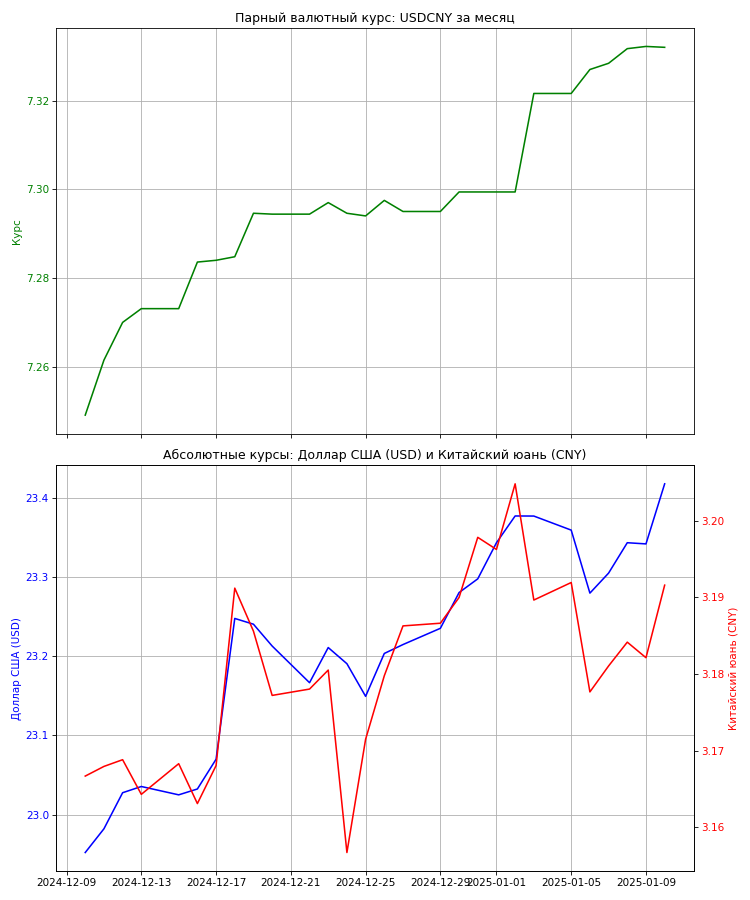 Парный валютный курс: USDCNY за месяц
7.32
7.30
7.28
7.26
Курс
Абсолютные курсы: Доллар США (USD) и Китайский юань (CNY)
23.4
23.3
23.2
23.1
23.0
Доллар США (USD)
3.20
3.19
3.18
3.17
3.16
Китайский юань (CNY)
2024-12-09 2024-12-13 2024-12-17 2024-12-21 2024-12-25 2024-12-29 2025-01-01 2025-01-05 2025-01-09